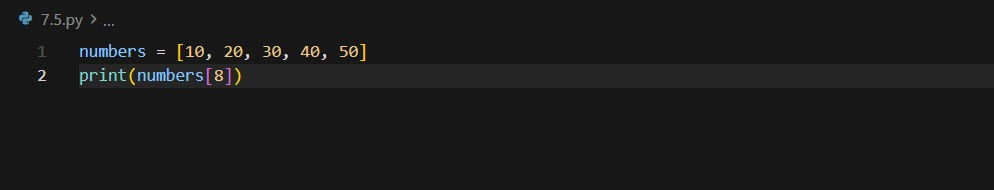 7.5.py > ...
1 numbers = [10, 20, 30, 40, 50]
2 print(numbers[8])